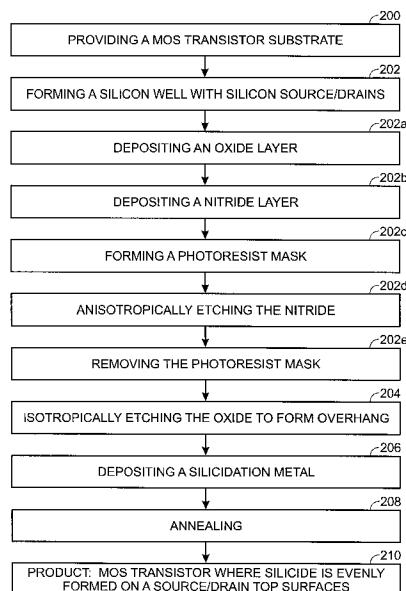 200
PROVIDING A MOS TRANSISTOR SUBSTRATE
202
FORMING A SILICON WELL WITH SILICON SOURCE/DRAINS
202a
DEPOSITING AN OXIDE LAYER
202b
DEPOSITING A NITRIDE LAYER
202c
FORMING A PHOTORESIST MASK
202d
ANISOTROPICALLY ETCHING THE NITRIDE
202e
REMOVING THE PHOTORESIST MASK
204
ISOTROPICALLY ETCHING THE OXIDE TO FORM OVERHANG
206
DEPOSITING A SILICIDATION METAL
208
ANNEALING
210
PRODUCT: MOS TRANSISTOR WHERE SILICIDE IS EVENLY
FORMED ON A SOURCE/DRAIN TOP SURFACES